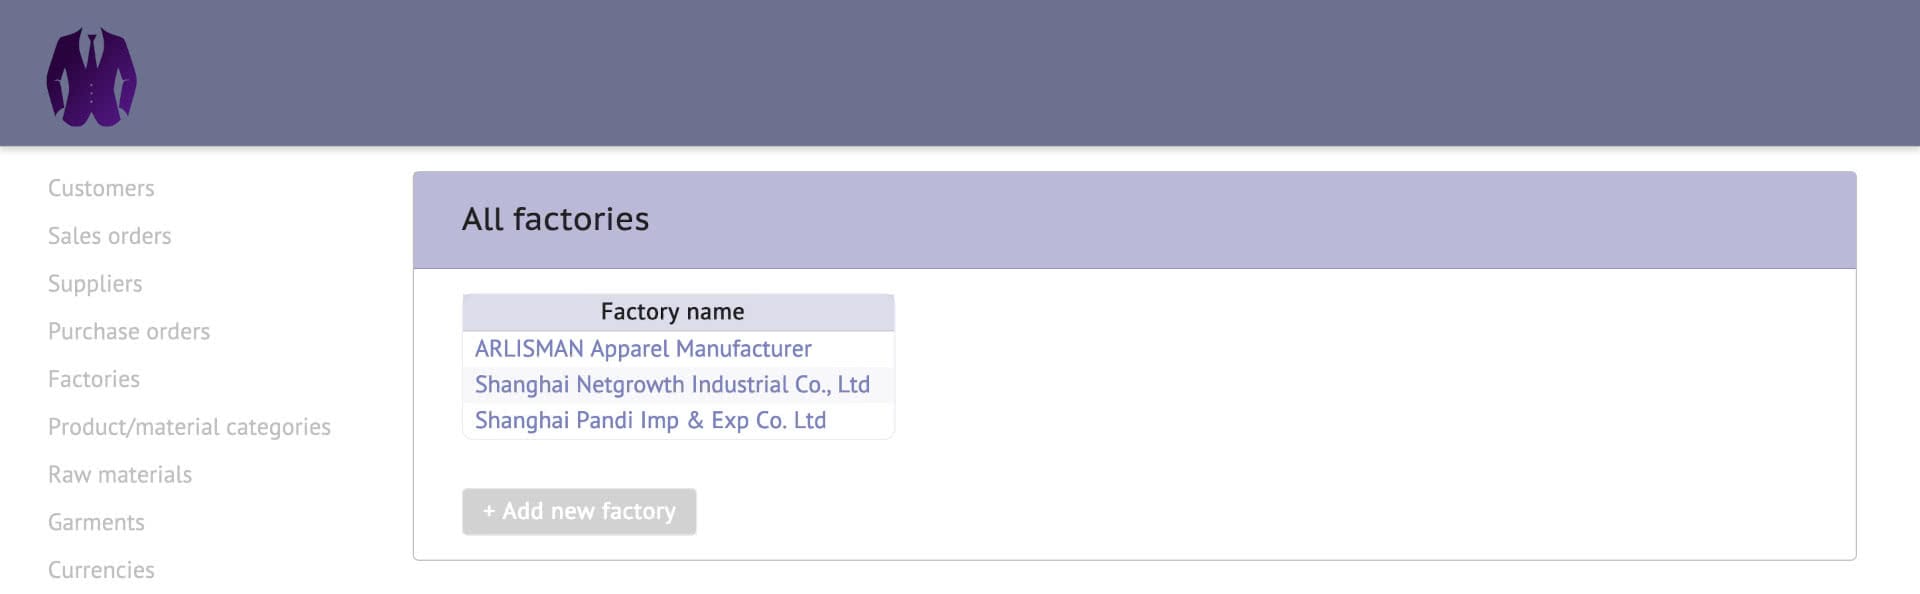 Customers
Sales orders
Suppliers
Purchase orders
Factories
Product/material categories
Raw materials
Garments
Currencies
All factories
Factory name
ARLISMAN Apparel Manufacturer
Shanghai Netgrowth Industrial Co., Ltd
Shanghai Pandi Imp & Exp Co. Ltd
+ Add new factory